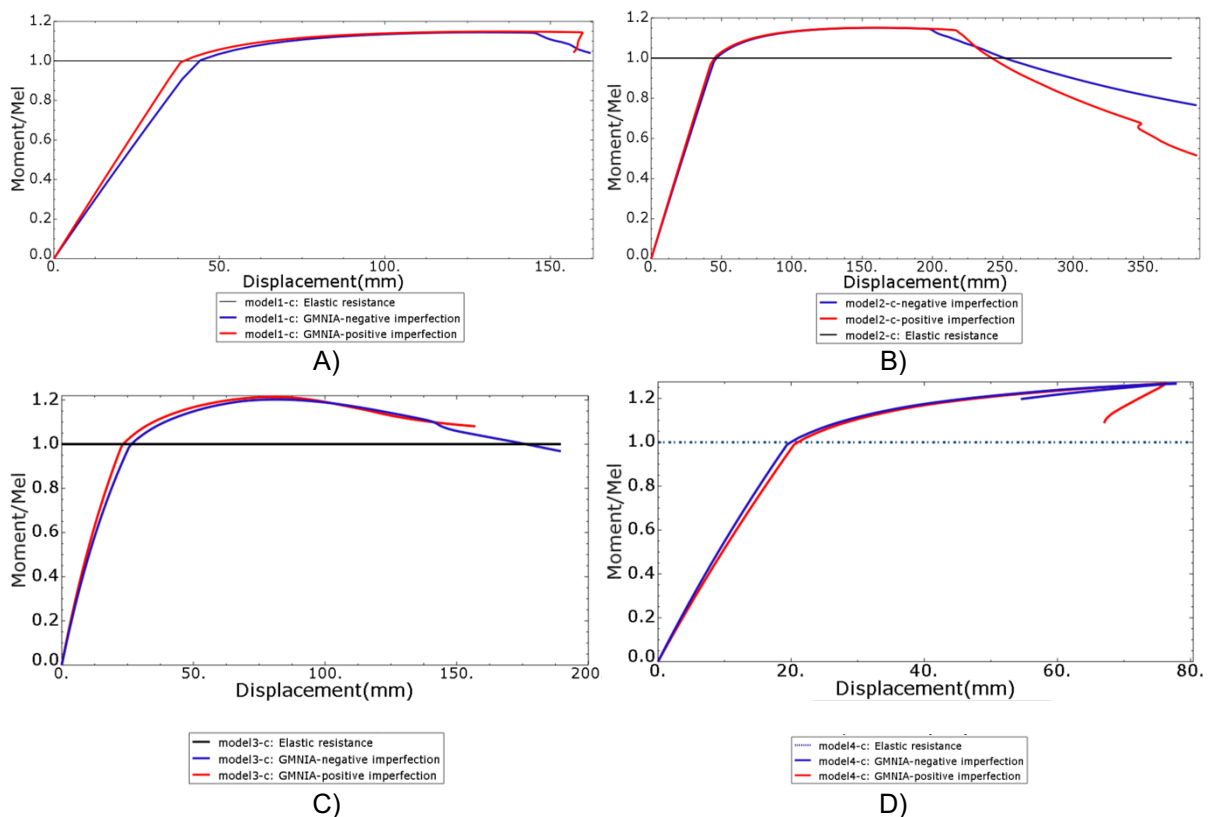 1.2
1.0
0.8
0.6
0.4
0.2
0.0
Moment/Mel
0. 50. 100. 150.
Displacement(mm)
model1-c: Elastic resistance
model1-c: GMNIA-negative imperfection
model1-c: GMNIA-positive imperfection
A)
1.2
1.0
0.8
0.6
0.4
0.2
0.0
Moment/Mel
0. 50. 100. 150. 200. 250. 300. 350.
Displacement(mm)
model2-c-negative imperfection
model2-c-positive imperfection
model2-c: Elastic resistance
B)
1.2
1.0
0.8
0.6
0.4
0.2
0.0
Moment/Mel
0. 50. 100. 150. 200
Displacement(mm)
model3-c: Elastic resistance
model3-c: GMNIA-negative imperfection
model3-c: GMNIA-positive imperfection
C)
1.2
1.0
0.8
0.6
0.4
0.2
0.0
Moment/Mel
0. 20. 40. 60. 80.
Displacement(mm)
model4-c: Elastic resistance
model4-c: GMNIA-negative imperfection
model4-c: GMNIA-positive imperfection
D)